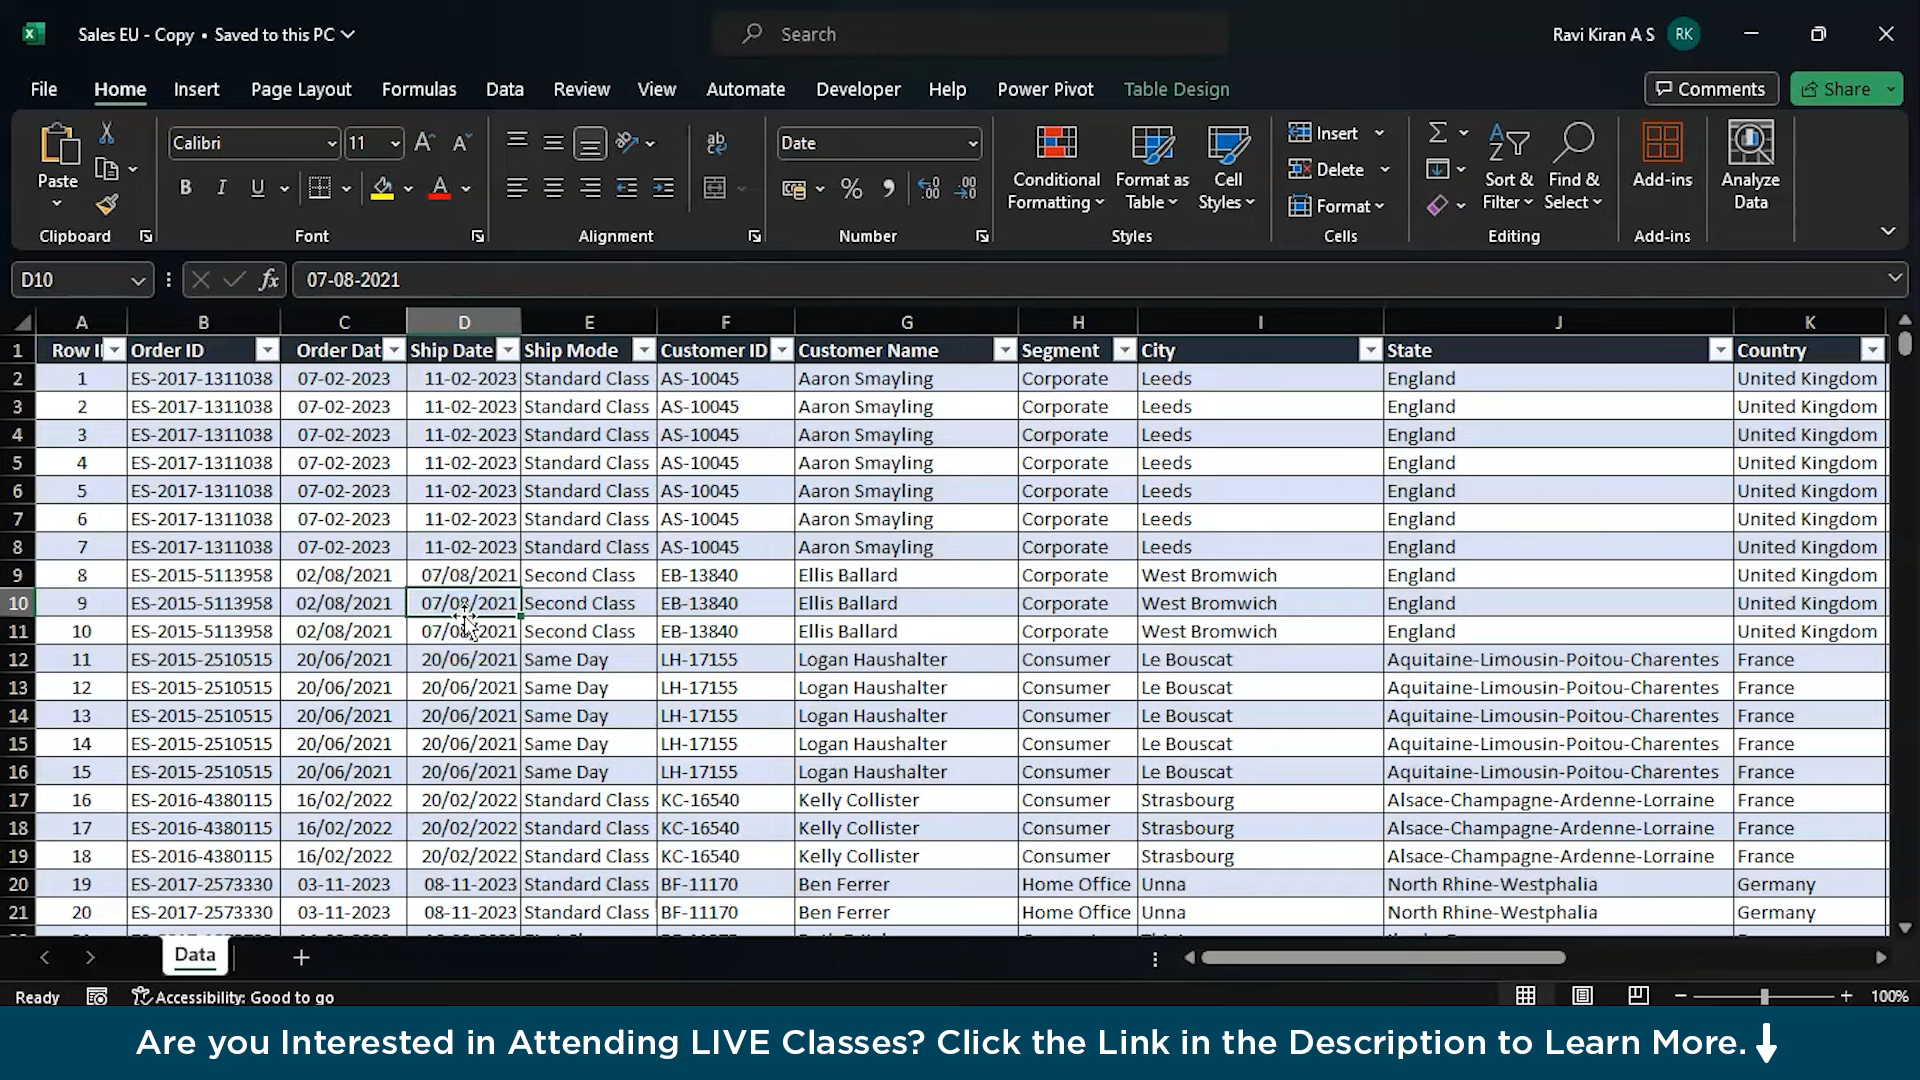 Sales EU - Copy • Saved to this PC
Search
Ravi Kiran A S RK
File Home Insert Page Layout Formulas Data Review View Automate Developer Help Power Pivot Table Design Comments Share
Paste
Clipboard
Calibri 11
B I U
Font
Alignment
Date
Number
Conditional Formatting
Format as Table
Cell Styles
Styles
Insert
Delete
Format
Cells
Sort & Filter
Find & Select
Editing
Add-ins
Add-ins
Analyze Data
D10 fx 07-08-2021
A B C D E F G H I J K
1 Row I Order ID Order Dat Ship Date Ship Mode Customer ID Customer Name Segment City State Country
2 1 ES-2017-1311038 07-02-2023 11-02-2023 Standard Class AS-10045 Aaron Smayling Corporate Leeds England United Kingdom
3 2 ES-2017-1311038 07-02-2023 11-02-2023 Standard Class AS-10045 Aaron Smayling Corporate Leeds England United Kingdom
4 3 ES-2017-1311038 07-02-2023 11-02-2023 Standard Class AS-10045 Aaron Smayling Corporate Leeds England United Kingdom
5 4 ES-2017-1311038 07-02-2023 11-02-2023 Standard Class AS-10045 Aaron Smayling Corporate Leeds England United Kingdom
6 5 ES-2017-1311038 07-02-2023 11-02-2023 Standard Class AS-10045 Aaron Smayling Corporate Leeds England United Kingdom
7 6 ES-2017-1311038 07-02-2023 11-02-2023 Standard Class AS-10045 Aaron Smayling Corporate Leeds England United Kingdom
8 7 ES-2017-1311038 07-02-2023 11-02-2023 Standard Class AS-10045 Aaron Smayling Corporate Leeds England United Kingdom
9 8 ES-2015-5113958 02/08/2021 07/08/2021 Second Class EB-13840 Ellis Ballard Corporate West Bromwich England United Kingdom
10 9 ES-2015-5113958 02/08/2021 07/08/2021 Second Class EB-13840 Ellis Ballard Corporate West Bromwich England United Kingdom
11 10 ES-2015-5113958 02/08/2021 07/08/2021 Second Class EB-13840 Ellis Ballard Corporate West Bromwich England United Kingdom
12 11 ES-2015-2510515 20/06/2021 20/06/2021 Same Day LH-17155 Logan Haushalter Consumer Le Bouscat Aquitaine-Limousin-Poitou-Charentes France
13 12 ES-2015-2510515 20/06/2021 20/06/2021 Same Day LH-17155 Logan Haushalter Consumer Le Bouscat Aquitaine-Limousin-Poitou-Charentes France
14 13 ES-2015-2510515 20/06/2021 20/06/2021 Same Day LH-17155 Logan Haushalter Consumer Le Bouscat Aquitaine-Limousin-Poitou-Charentes France
15 14 ES-2015-2510515 20/06/2021 20/06/2021 Same Day LH-17155 Logan Haushalter Consumer Le Bouscat Aquitaine-Limousin-Poitou-Charentes France
16 15 ES-2015-2510515 20/06/2021 20/06/2021 Same Day LH-17155 Logan Haushalter Consumer Le Bouscat Aquitaine-Limousin-Poitou-Charentes France
17 16 ES-2016-4380115 16/02/2022 20/02/2022 Standard Class KC-16540 Kelly Collister Consumer Strasbourg Alsace-Champagne-Ardenne-Lorraine France
18 17 ES-2016-4380115 16/02/2022 20/02/2022 Standard Class KC-16540 Kelly Collister Consumer Strasbourg Alsace-Champagne-Ardenne-Lorraine France
19 18 ES-2016-4380115 16/02/2022 20/02/2022 Standard Class KC-16540 Kelly Collister Consumer Strasbourg Alsace-Champagne-Ardenne-Lorraine France
20 19 ES-2017-2573330 03-11-2023 08-11-2023 Standard Class BF-11170 Ben Ferrer Home Office Unna North Rhine-Westphalia Germany
21 20 ES-2017-2573330 03-11-2023 08-11-2023 Standard Class BF-11170 Ben Ferrer Home Office Unna North Rhine-Westphalia Germany
Data
Ready Accessibility: Good to go 100%
Are you Interested in Attending LIVE Classes? Click the Link in the Description to Learn More.